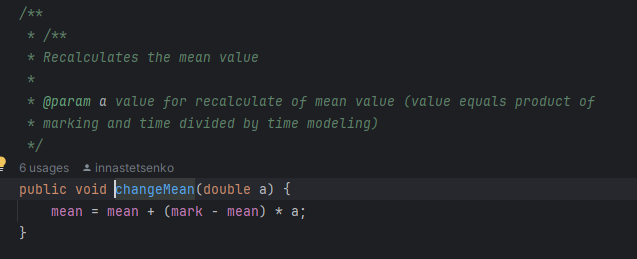 /**
 * /**
 * Recalculates the mean value
 *
 * @param a value for recalculate of mean value (value equals product of
 * marking and time divided by time modeling)
 */
6 usages innastetsenko
public void changeMean(double a) {
    mean = mean + (mark - mean) * a;
}